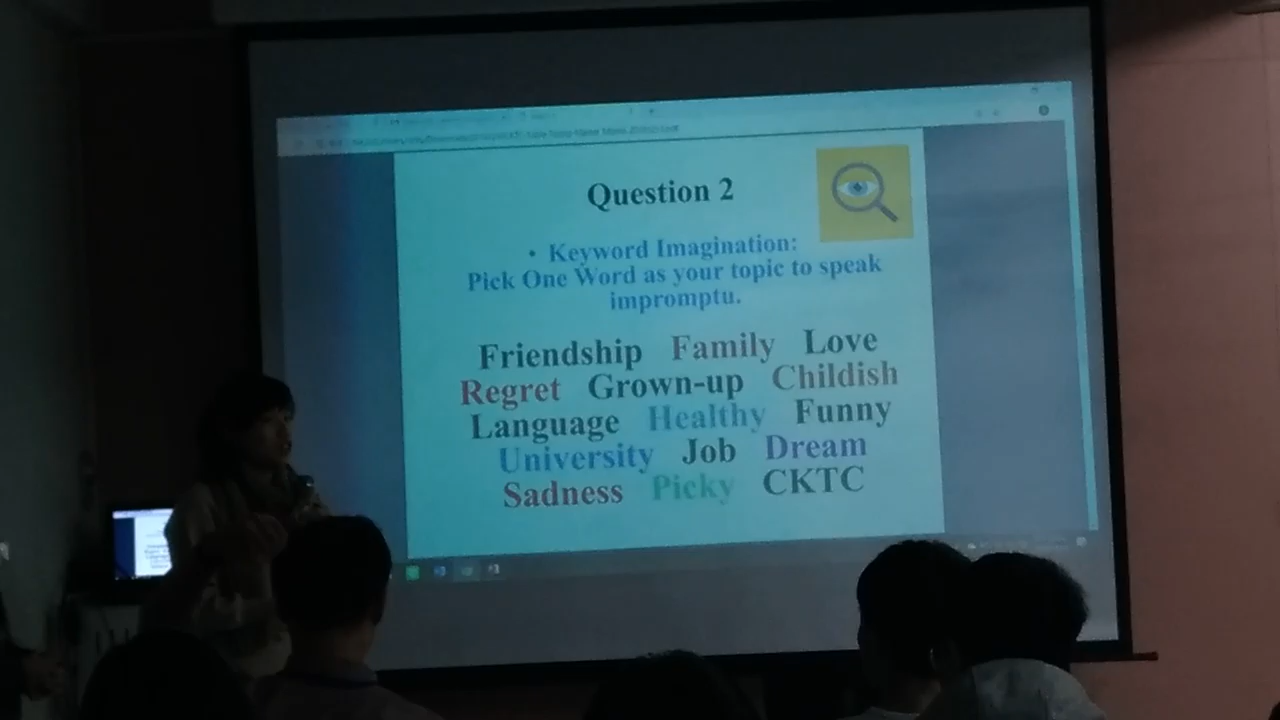 Question 2
• Keyword Imagination:
Pick One Word as your topic to speak
impromptu.
Friendship Family Love
Regret Grown-up Childish
Language Healthy Funny
University Job Dream
Sadness Picky CKTC